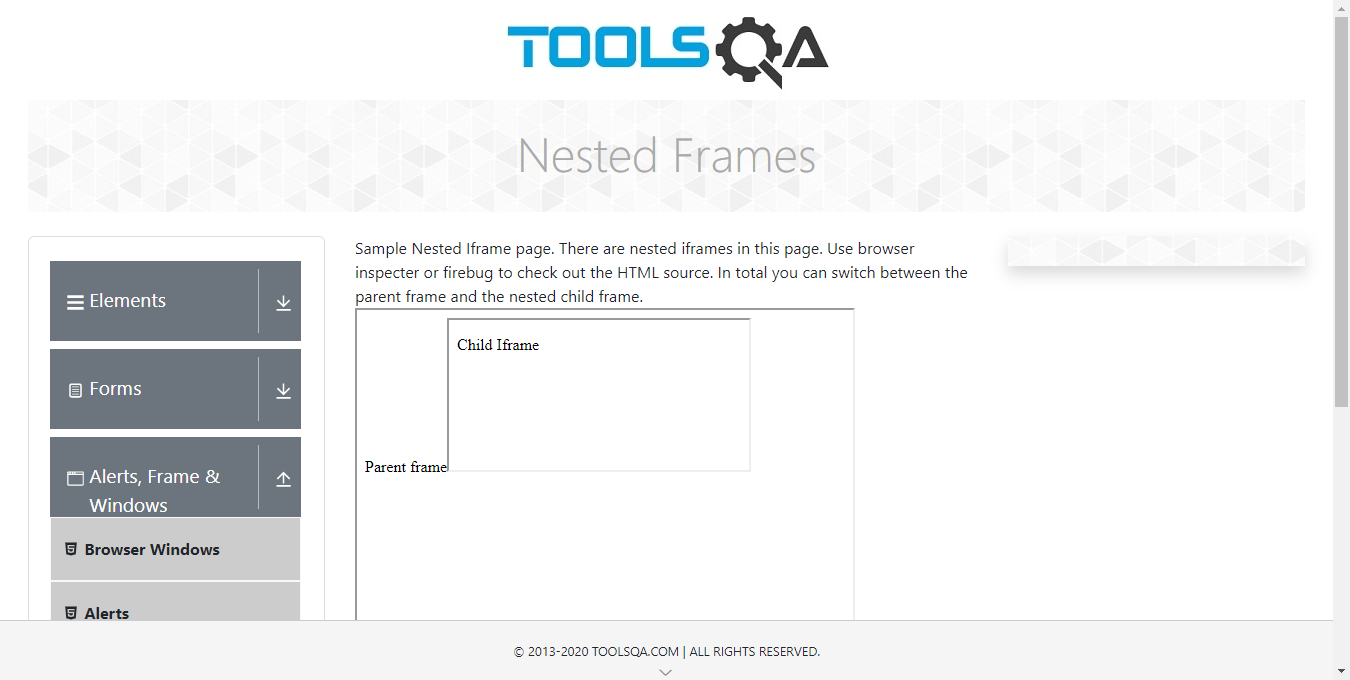 TOOLSQA
Nested Frames
Elements
Forms
Alerts, Frame &
Windows
Browser Windows
Alerts
Sample Nested Iframe page. There are nested iframes in this page. Use browser
inspecter or firebug to check out the HTML source. In total you can switch between the
parent frame and the nested child frame.
Child Iframe
Parent frame
© 2013-2020 TOOLSQA.COM | ALL RIGHTS RESERVED.